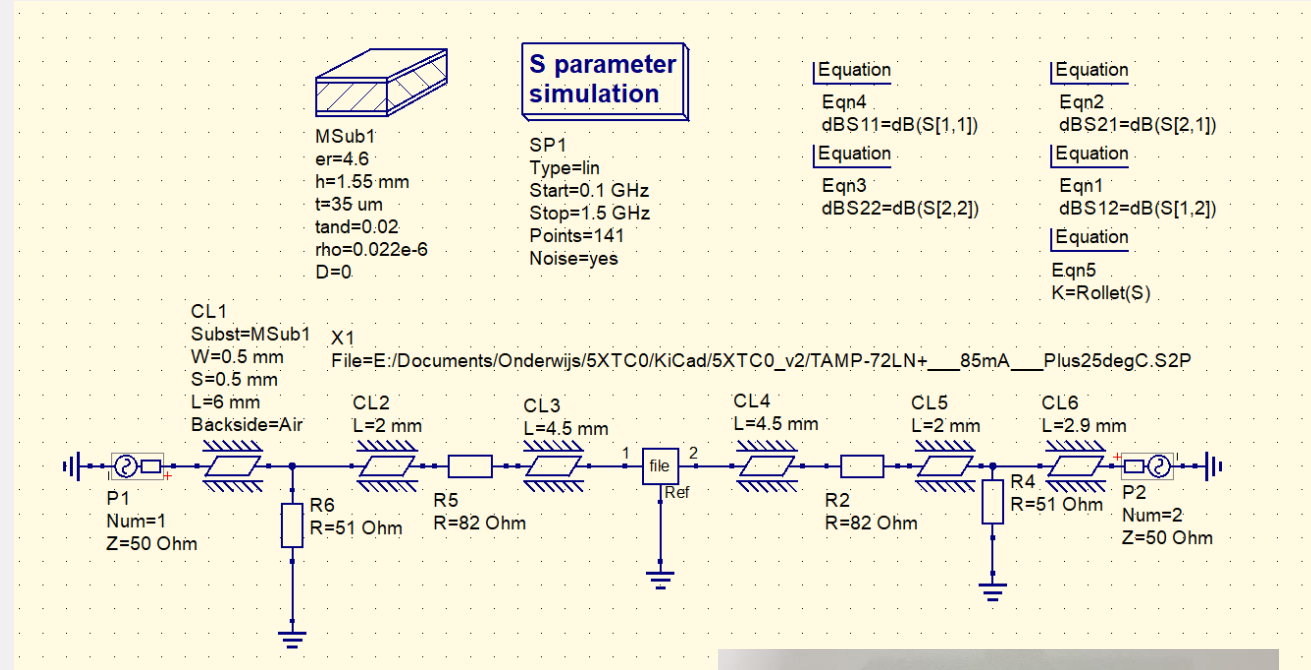 S parameter
simulation
Equation
Eqn4
dBS11=dB(S[1,1])
Equation
Eqn2
dBS21=dB(S[2,1])
MSub1
er=4.6
h=1.55 mm
t=35 um
tand=0.02
rho=0.022e-6
D=0
SP1
Type=lin
Start=0.1 GHz
Stop=1.5 GHz
Points=141
Noise=yes
Equation
Eqn3
dBS22=dB(S[2,2])
Equation
Eqn1
dBS12=dB(S[1,2])
Equation
Eqn5
K=Rollet(S)
CL1
Subst=MSub1
W=0.5 mm
S=0.5 mm
L=6 mm
Backside=Air
X1
File=E:/Documents/Onderwijs/5XTC0/KiCad/5XTC0_v2/TAMP-72LN+___85mA___Plus25degC.S2P
CL2
L=2 mm
CL3
L=4.5 mm
CL4
L=4.5 mm
CL5
L=2 mm
CL6
L=2.9 mm
1
file
2
Ref
1
P1
Num=1
Z=50 Ohm
R6
R=51 Ohm
R5
R=82 Ohm
R2
R=82 Ohm
R4
R=51 Ohm
1
P2
Num=2
Z=50 Ohm